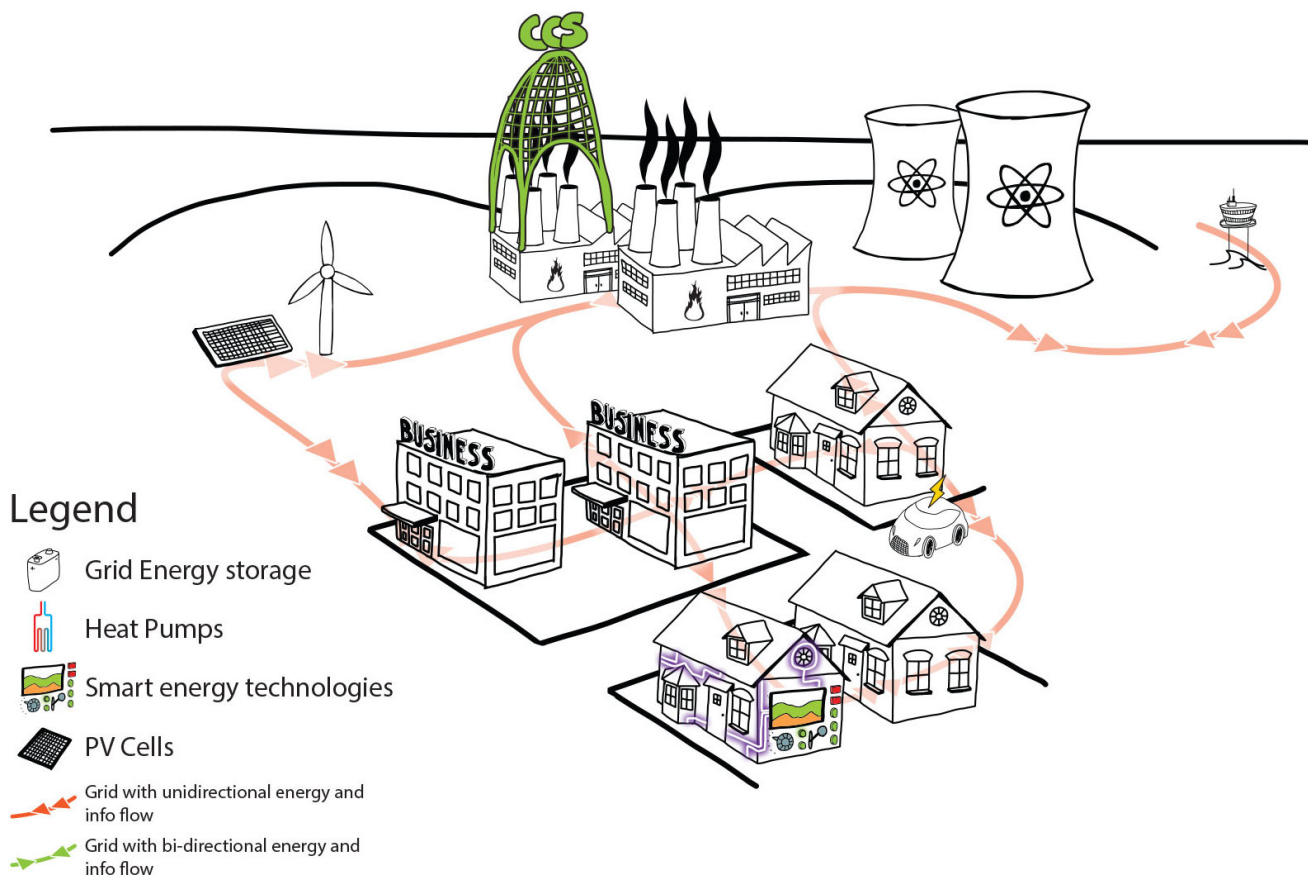 CCS
BUSINESS
BUSINESS
Legend
Grid Energy storage
Heat Pumps
Smart energy technologies
PV Cells
Grid with unidirectional energy and
info flow
Grid with bi-directional energy and
info flow